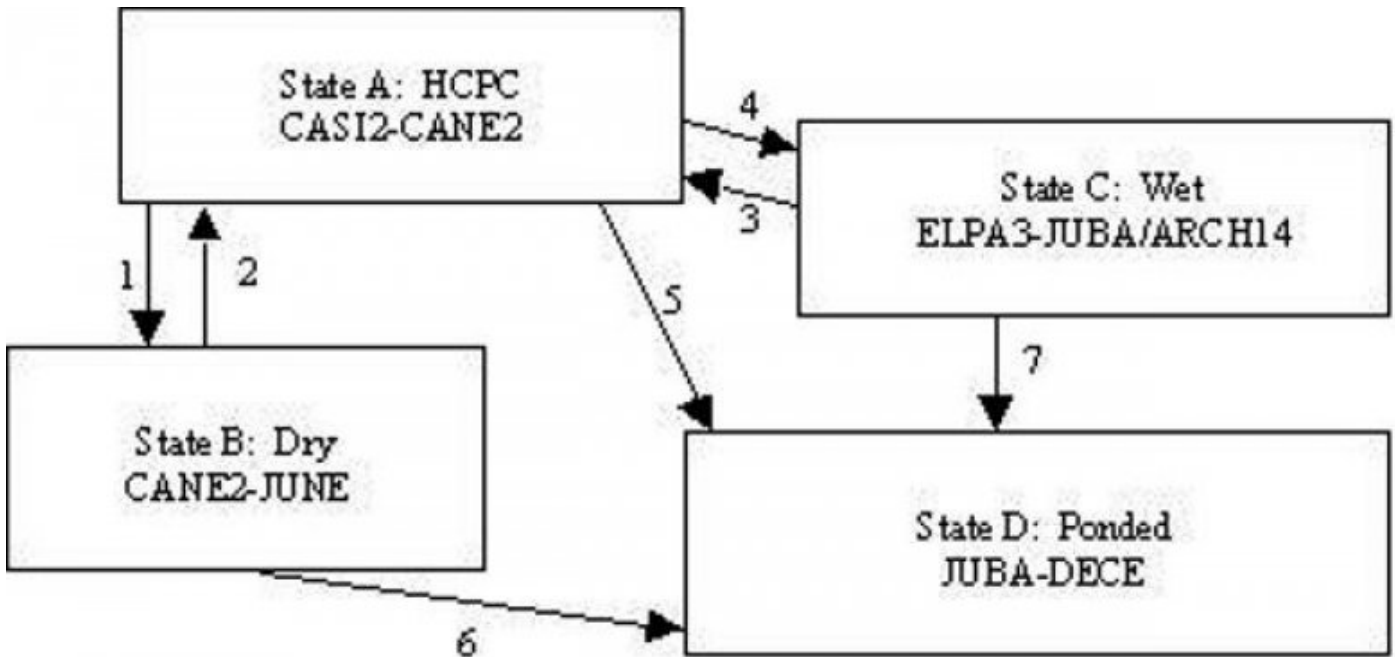 State A: HCPC
CASI2-CANE2
4
State C: Wet
ELPA3-JUBA/ARCH14
3
1
2
5
7
State B: Dry
CANE2-JUNE
State D: Ponded
JUBA-DECE
6